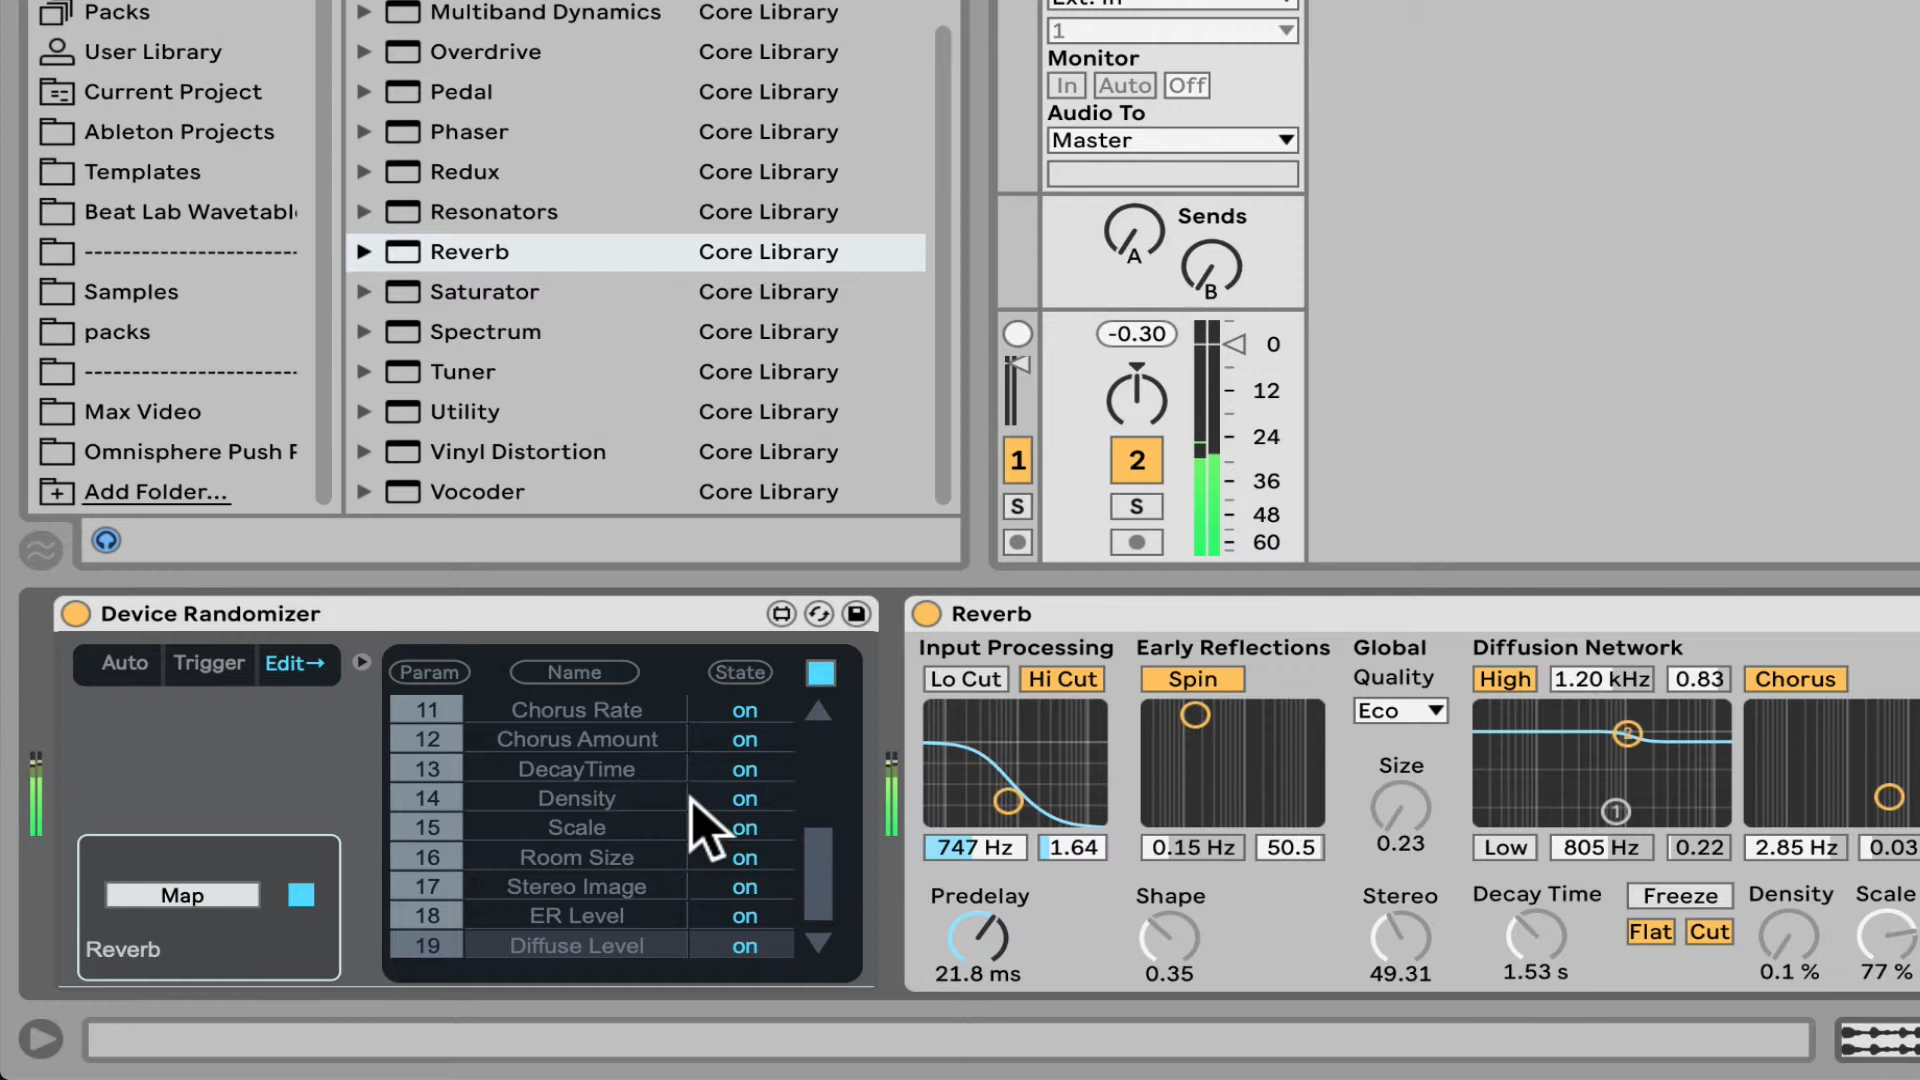 Packs
User Library
Current Project
Ableton Projects
Templates
Beat Lab Wavetabl
-----------------------
Samples
packs
-----------------------
Max Video
Omnisphere Push
Add Folder...
Multiband Dynamics Core Library
Overdrive Core Library
Pedal Core Library
Phaser Core Library
Redux Core Library
Resonators Core Library
Reverb Core Library
Saturator Core Library
Spectrum Core Library
Tuner Core Library
Utility Core Library
Vinyl Distortion Core Library
Vocoder Core Library
Ext. In
1
Monitor
In Auto Off
Audio To
Master
Sends
A
B
-0.30
0
12
24
36
48
60
1 2
S S
Device Randomizer
Auto Trigger Edit→
Map
Reverb
Param Name State
11 Chorus Rate on
12 Chorus Amount on
13 DecayTime on
14 Density on
15 Scale on
16 Room Size on
17 Stereo Image on
18 ER Level on
19 Diffuse Level on
Reverb
Input Processing
Lo Cut Hi Cut
747 Hz 1.64
Predelay
21.8 ms
Early Reflections
Spin
0.15 Hz 50.5
Shape
0.35
Global
Quality
Eco
Size
0.23
Stereo
49.31
Diffusion Network
High 1.20 kHz 0.83 Chorus
2
1
Low 805 Hz 0.22 2.85 Hz 0.03
Decay Time
1.53 s
Freeze
Flat Cut
Density
0.1 %
Scale
77 %